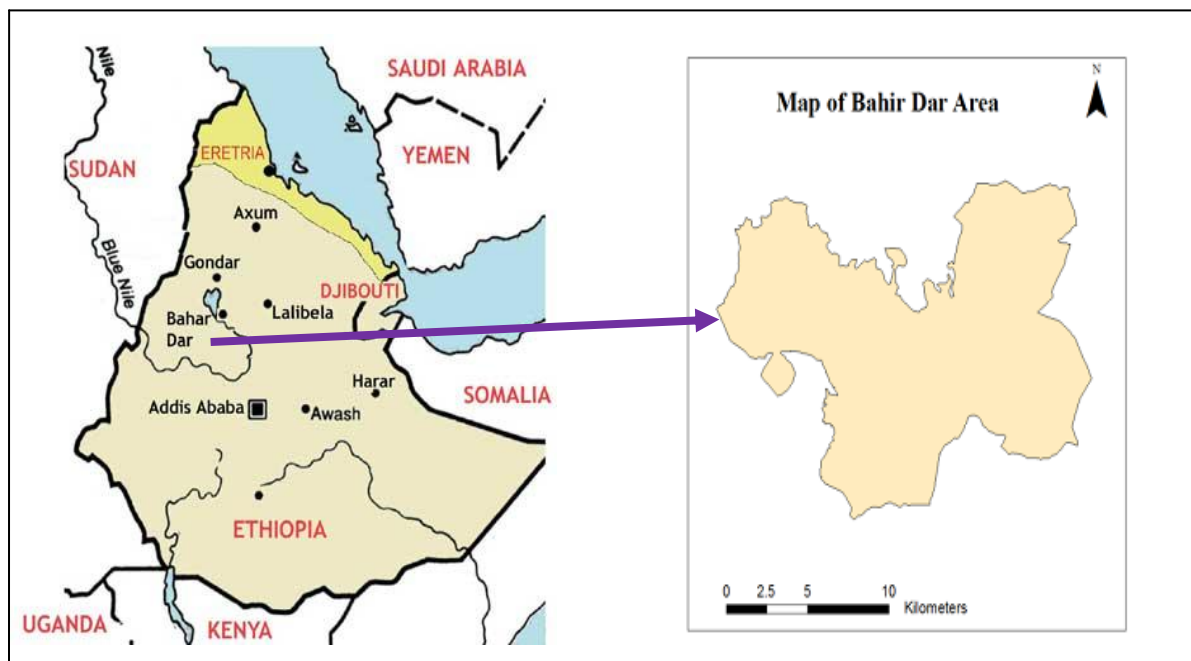 Nile
SAUDI ARABIA
SUDAN
ERETRIA
YEMEN
Axum
Blue Nile
Gondar
DJIBOUTI
Lalibela
Bahar
Dar
Harar
SOMALIA
Addis Ababa
Awash
ETHIOPIA
UGANDA
KENYA
N
Map of Bahir Dar Area
0 2.5 5 10
Kilometers